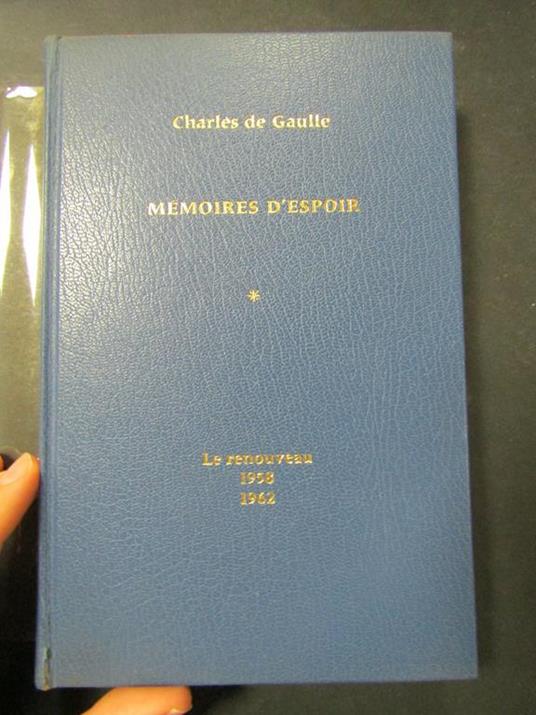 Charles de Gaulle
MÉMOIRES D'ESPOIR
*
Le renouveau
1958
1962